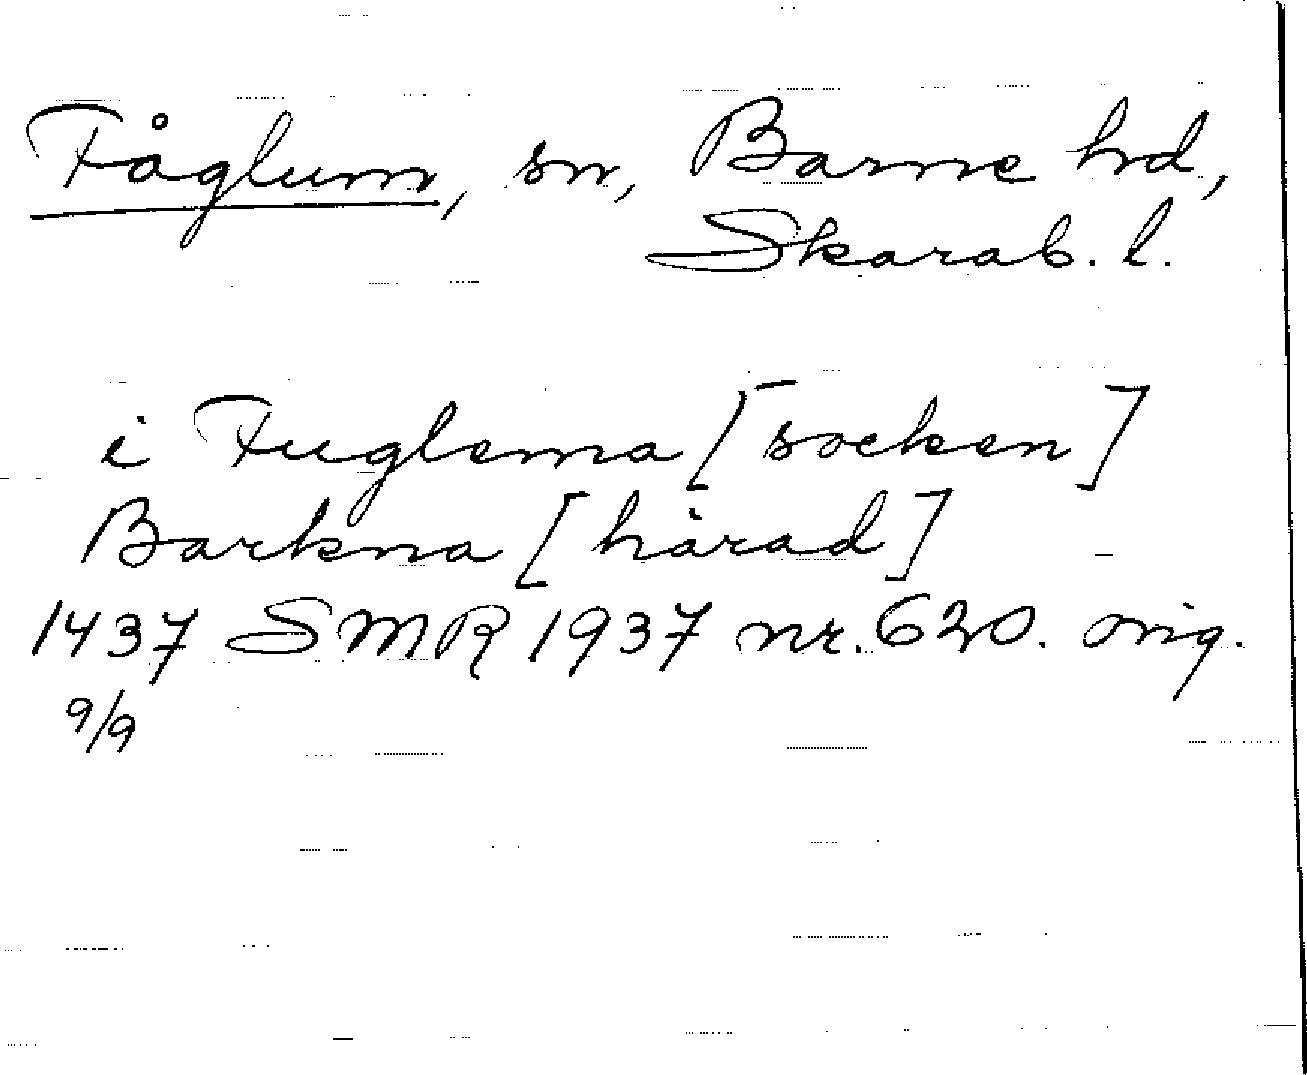 Fåglum, sn, Barne hd,
Skarab. l.
i Fuglema [socken]
Barkna [härad]
1437 SMR 1937 nr. 620. orig.
9/9